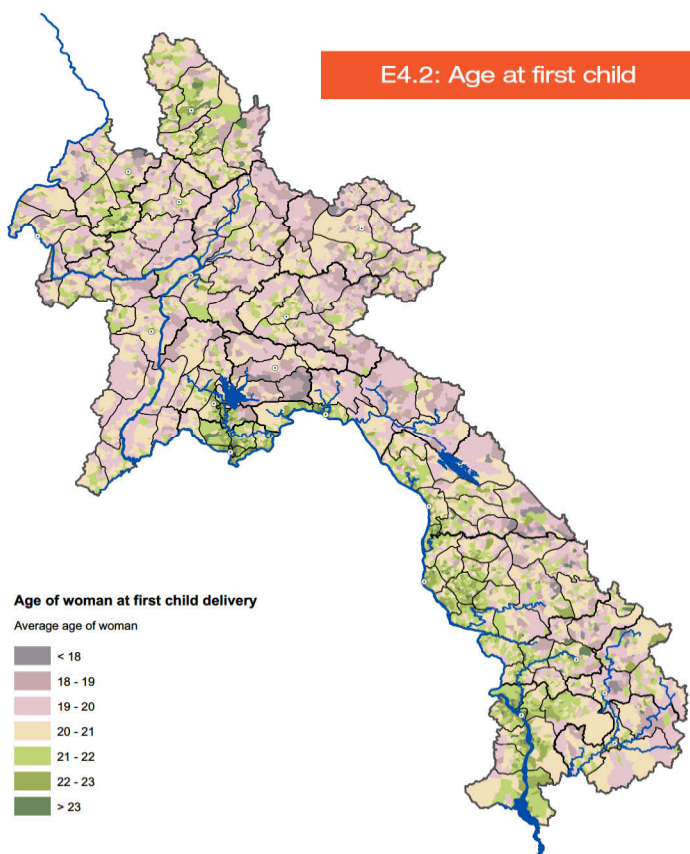 E4.2: Age at first child
Age of woman at first child delivery
Average age of woman
< 18
18 - 19
19 - 20
20 - 21
21 - 22
22 - 23
> 23